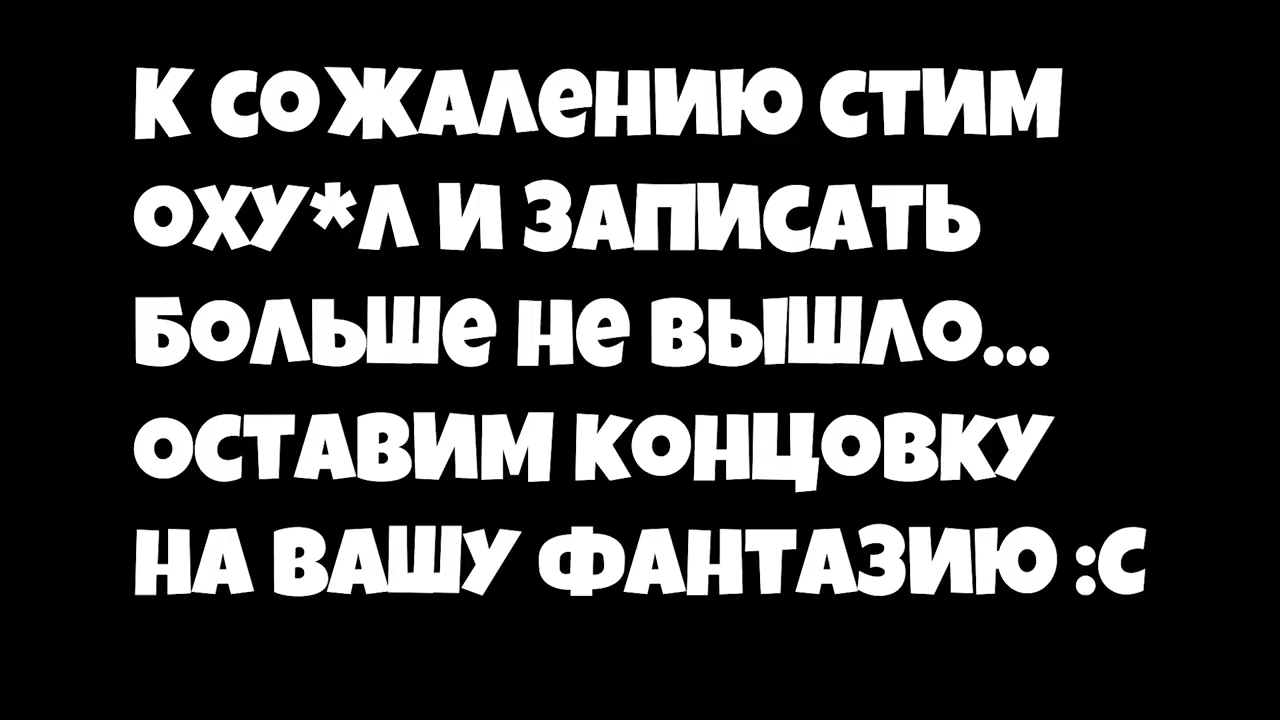 К СОЖАЛЕНИЮ СТИМ
ОХУ*Л И ЗАПИСАТЬ
БОЛЬШЕ НЕ ВЫШЛО...
ОСТАВИМ КОНЦОВКУ
НА ВАШУ ФАНТАЗИЮ :С